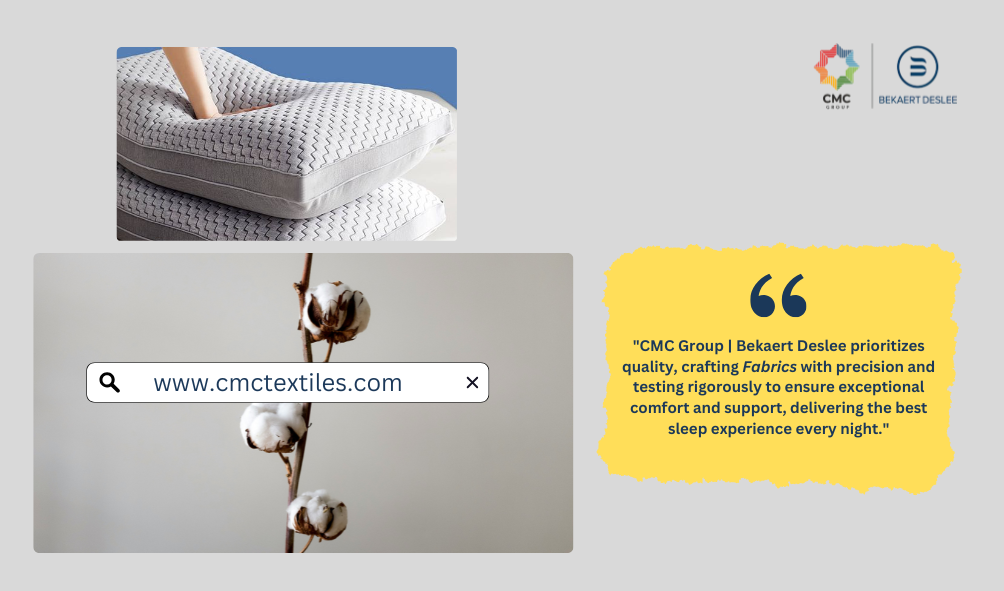 CMC
GROUP
BEKAERT DESLEE
www.cmctextiles.com
"CMC Group | Bekaert Deslee prioritizes
quality, crafting Fabrics with precision and
testing rigorously to ensure exceptional
comfort and support, delivering the best
sleep experience every night."